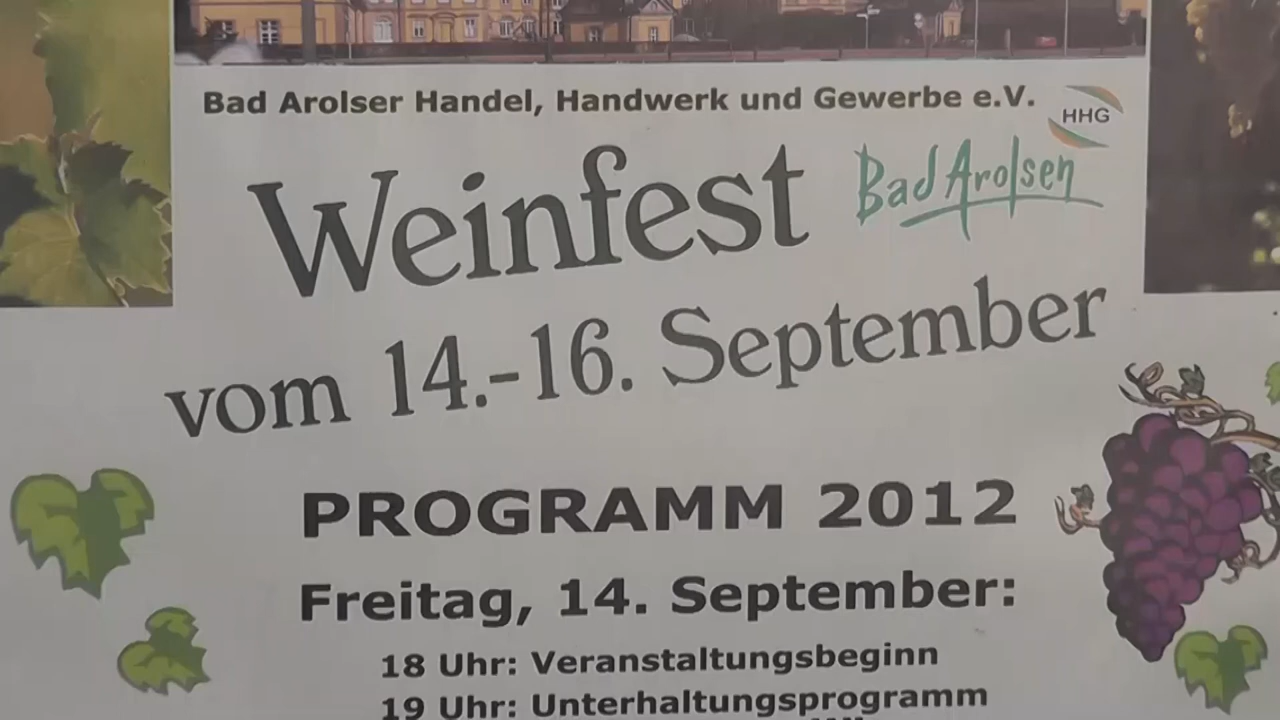 Bad Arolser Handel, Handwerk und Gewerbe e.V.
HHG
Weinfest
Bad Arolsen
vom 14.-16. September
PROGRAMM 2012
Freitag, 14. September:
18 Uhr: Veranstaltungsbeginn
19 Uhr: Unterhaltungsprogramm